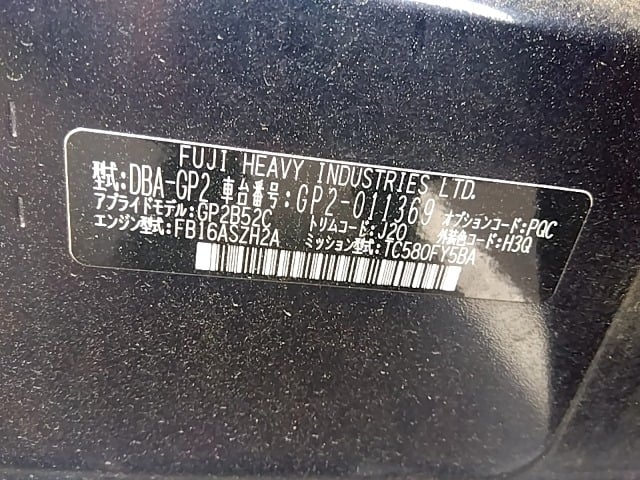 FUJI HEAVY INDUSTRIES LTD.
型式:DBA-GP2 車台番号:GP2-011369 オプションコード:PQC
アプライドモデル:GP2B52C トリムコード:J20 外装色コード:H3Q
エンジン型式:FB16ASZH2A ミッション型式:TC580FY5BA